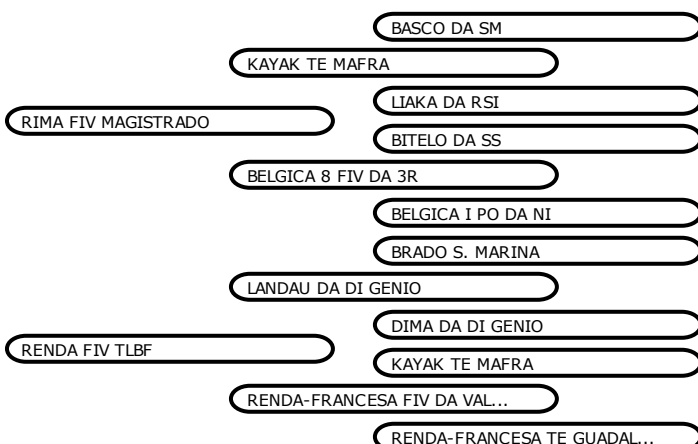 BASCO DA SM
KAYAK TE MAFRA
LIAKA DA RSI
RIMA FIV MAGISTRADO
BITELO DA SS
BELGICA 8 FIV DA 3R
BELGICA I PO DA NI
BRADO S. MARINA
LANDAU DA DI GENIO
DIMA DA DI GENIO
RENDA FIV TLBF
KAYAK TE MAFRA
RENDA-FRANCESA FIV DA VAL...
RENDA-FRANCESA TE GUADAL...